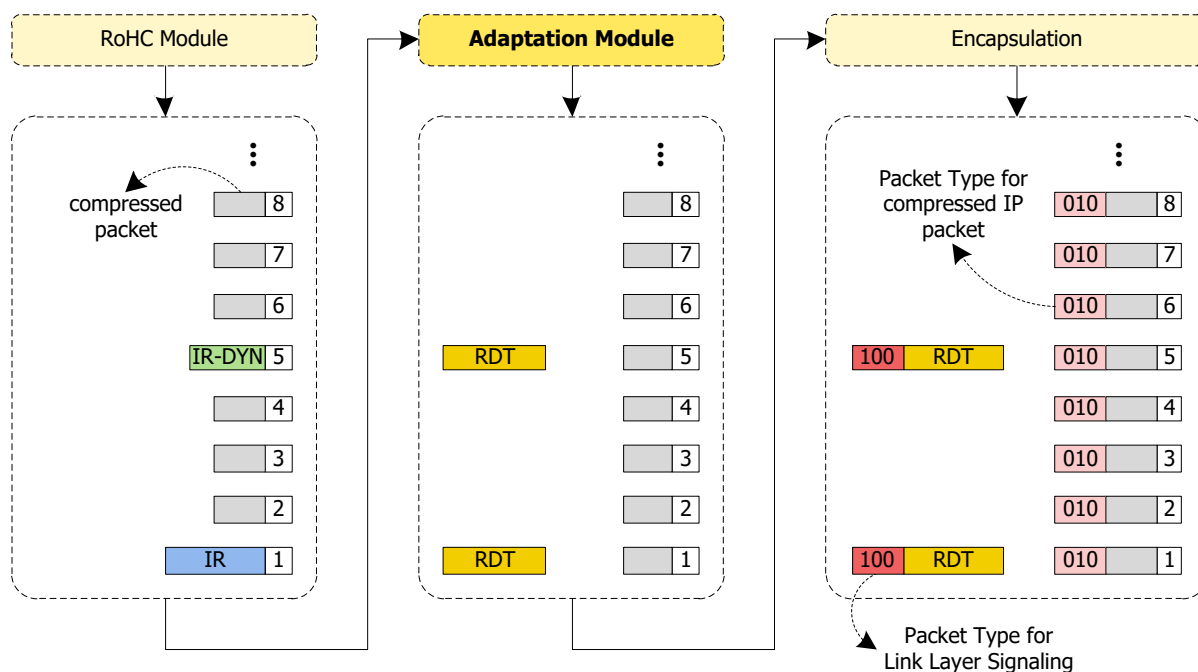 RoHC Module
Adaptation Module
Encapsulation
compressed
packet
8
7
6
IR-DYN 5
4
3
2
IR 1
8
7
6
RDT 5
4
3
2
RDT 1
Packet Type for
compressed IP
packet
010 8
010 7
010 6
100 RDT 010 5
010 4
010 3
010 2
100 RDT 010 1
Packet Type for
Link Layer Signaling